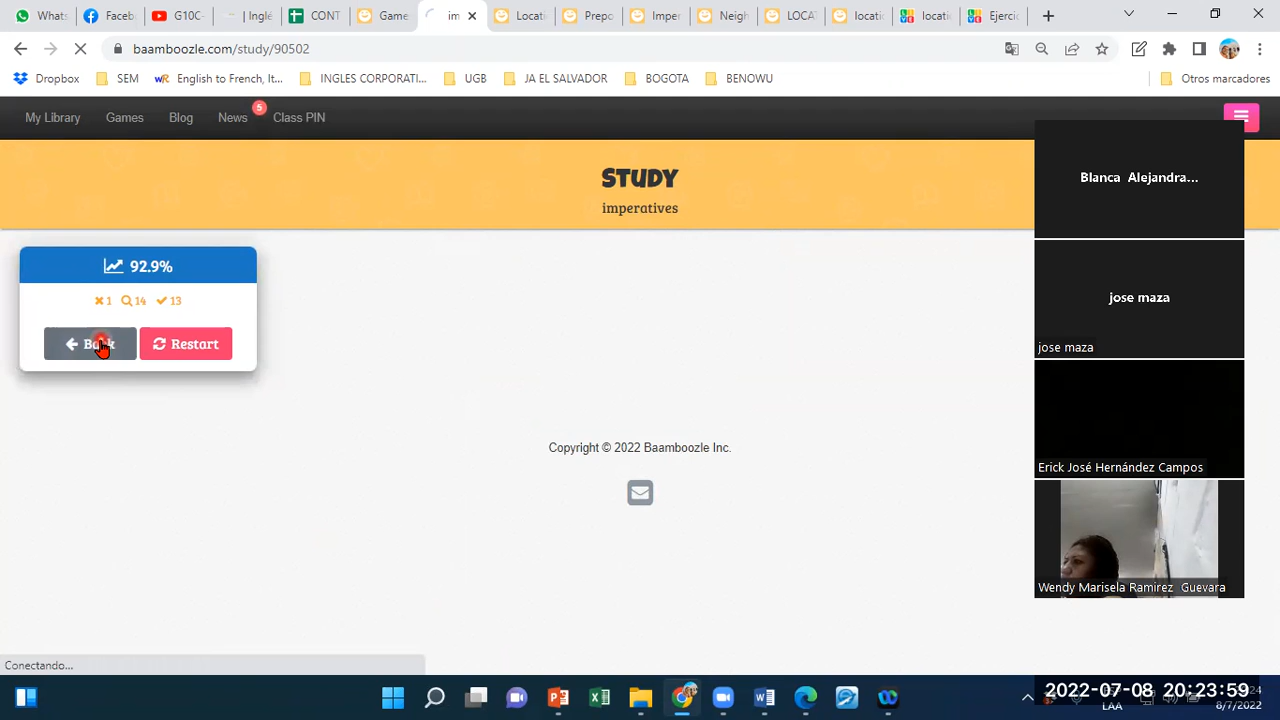 Whats
Faceb
G10C
Inglé
CONT
Game
im
Locat
Prepo
Imper
Neigh
LOCAT
locatio
locati
Ejercic
baamboozle.com/study/90502
Dropbox
SEM
English to French, It...
INGLES CORPORATI...
UGB
JA EL SALVADOR
BOGOTA
BENOWU
Otros marcadores
My Library
Games
Blog
News
5
Class PIN
STUDY
imperatives
92.9%
1 14 13
Back
Restart
Copyright © 2022 Baamboozle Inc.
Blanca Alejandra...
jose maza
jose maza
Erick José Hernández Campos
Wendy Marisela Ramirez Guevara
Conectando...
2022-07-08 20:23:59
LAA
8/7/2022